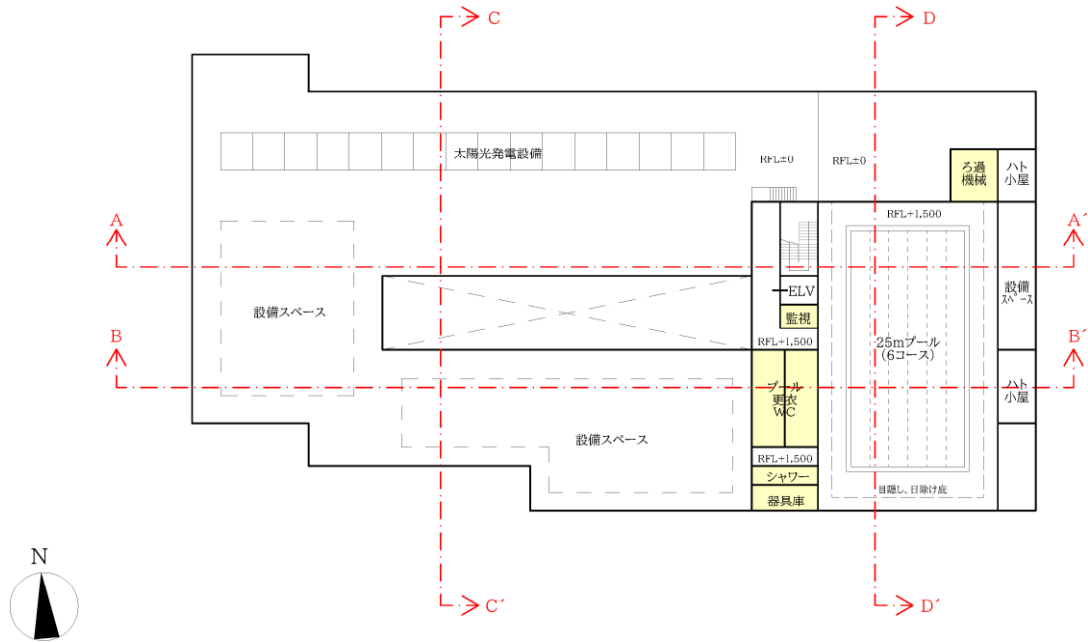 C
D
太陽光発電設備
RFL±0
RFL±0
ろ過
機械
ハト
小屋
A
A´
RFL+1,500
設備スペース
ELV
監視
設備
スペース
B
B´
RFL+1,500
25mプール
(6コース)
プール
更衣
WC
ハト
小屋
設備スペース
RFL+1,500
シャワー
器具庫
目隠し、日除け庇
N
C´
D´